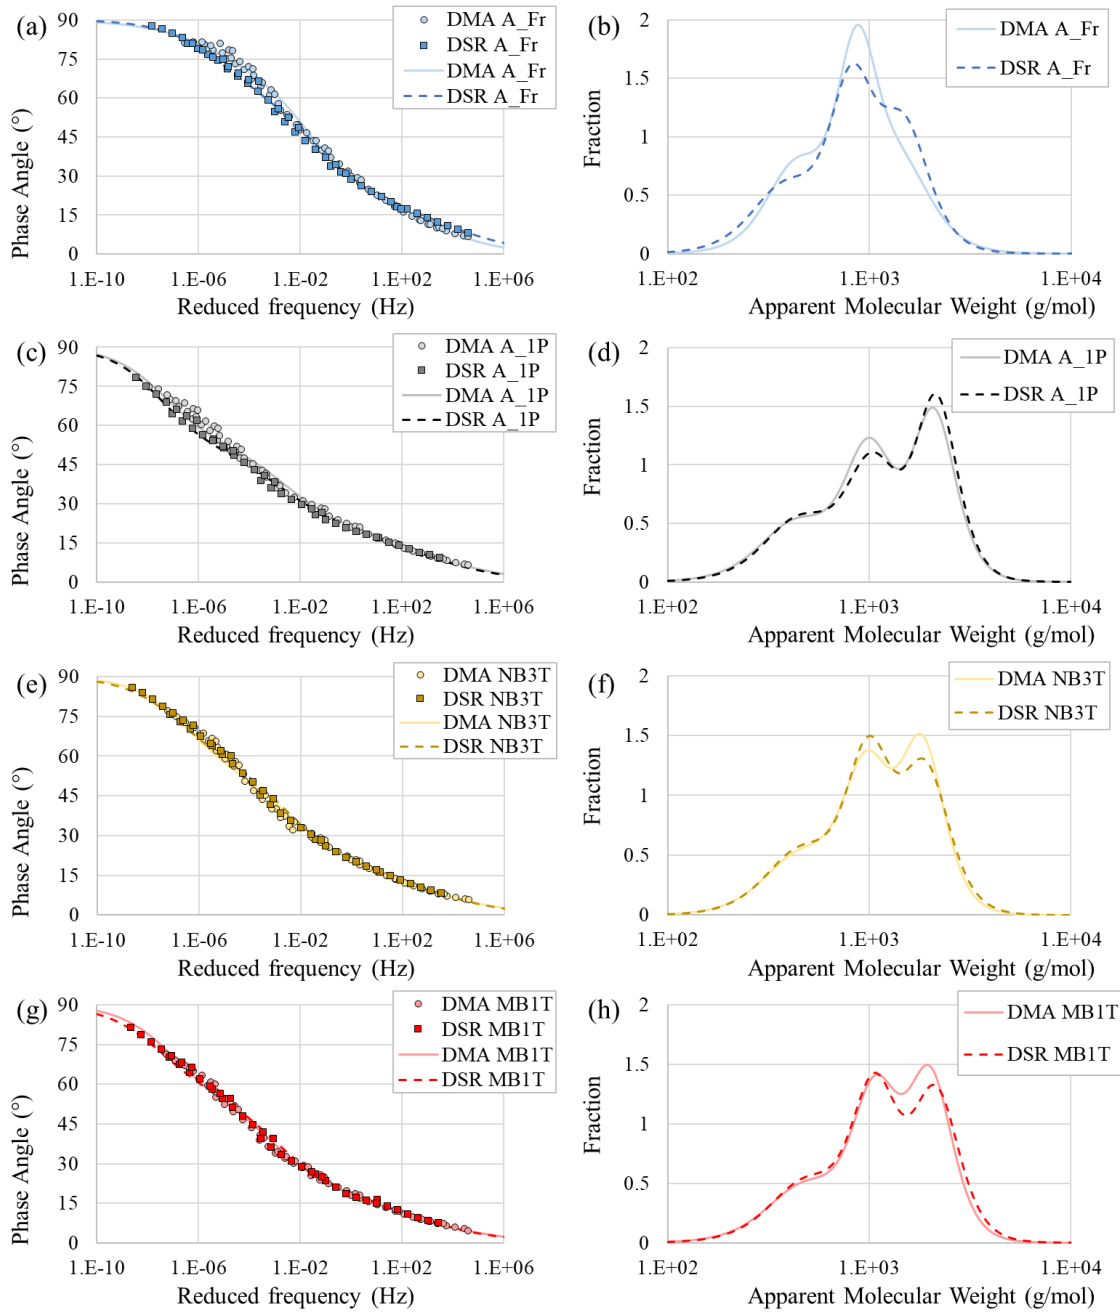 (a)
90
75
60
45
30
15
0
Phase Angle (°)
1.E-10
1.E-06
1.E-02
1.E+02
1.E+06
Reduced frequency (Hz)
DMA A_Fr
DSR A_Fr
DMA A_Fr
DSR A_Fr
(b)
2
1.5
1
0.5
0
Fraction
1.E+02
1.E+03
1.E+04
Apparent Molecular Weight (g/mol)
DMA A_Fr
DSR A_Fr
(c)
90
75
60
45
30
15
0
Phase Angle (°)
1.E-10
1.E-06
1.E-02
1.E+02
1.E+06
Reduced frequency (Hz)
DMA A_1P
DSR A_1P
DMA A_1P
DSR A_1P
(d)
2
1.5
1
0.5
0
Fraction
1.E+02
1.E+03
1.E+04
Apparent Molecular Weight (g/mol)
DMA A_1P
DSR A_1P
(e)
90
75
60
45
30
15
0
Phase Angle (°)
1.E-10
1.E-06
1.E-02
1.E+02
1.E+06
Reduced frequency (Hz)
DMA NB3T
DSR NB3T
DMA NB3T
DSR NB3T
(f)
2
1.5
1
0.5
0
Fraction
1.E+02
1.E+03
1.E+04
Apparent Molecular Weight (g/mol)
DMA NB3T
DSR NB3T
(g)
90
75
60
45
30
15
0
Phase Angle (°)
1.E-10
1.E-06
1.E-02
1.E+02
1.E+06
Reduced frequency (Hz)
DMA MB1T
DSR MB1T
DMA MB1T
DSR MB1T
(h)
2
1.5
1
0.5
0
Fraction
1.E+02
1.E+03
1.E+04
Apparent Molecular Weight (g/mol)
DMA MB1T
DSR MB1T